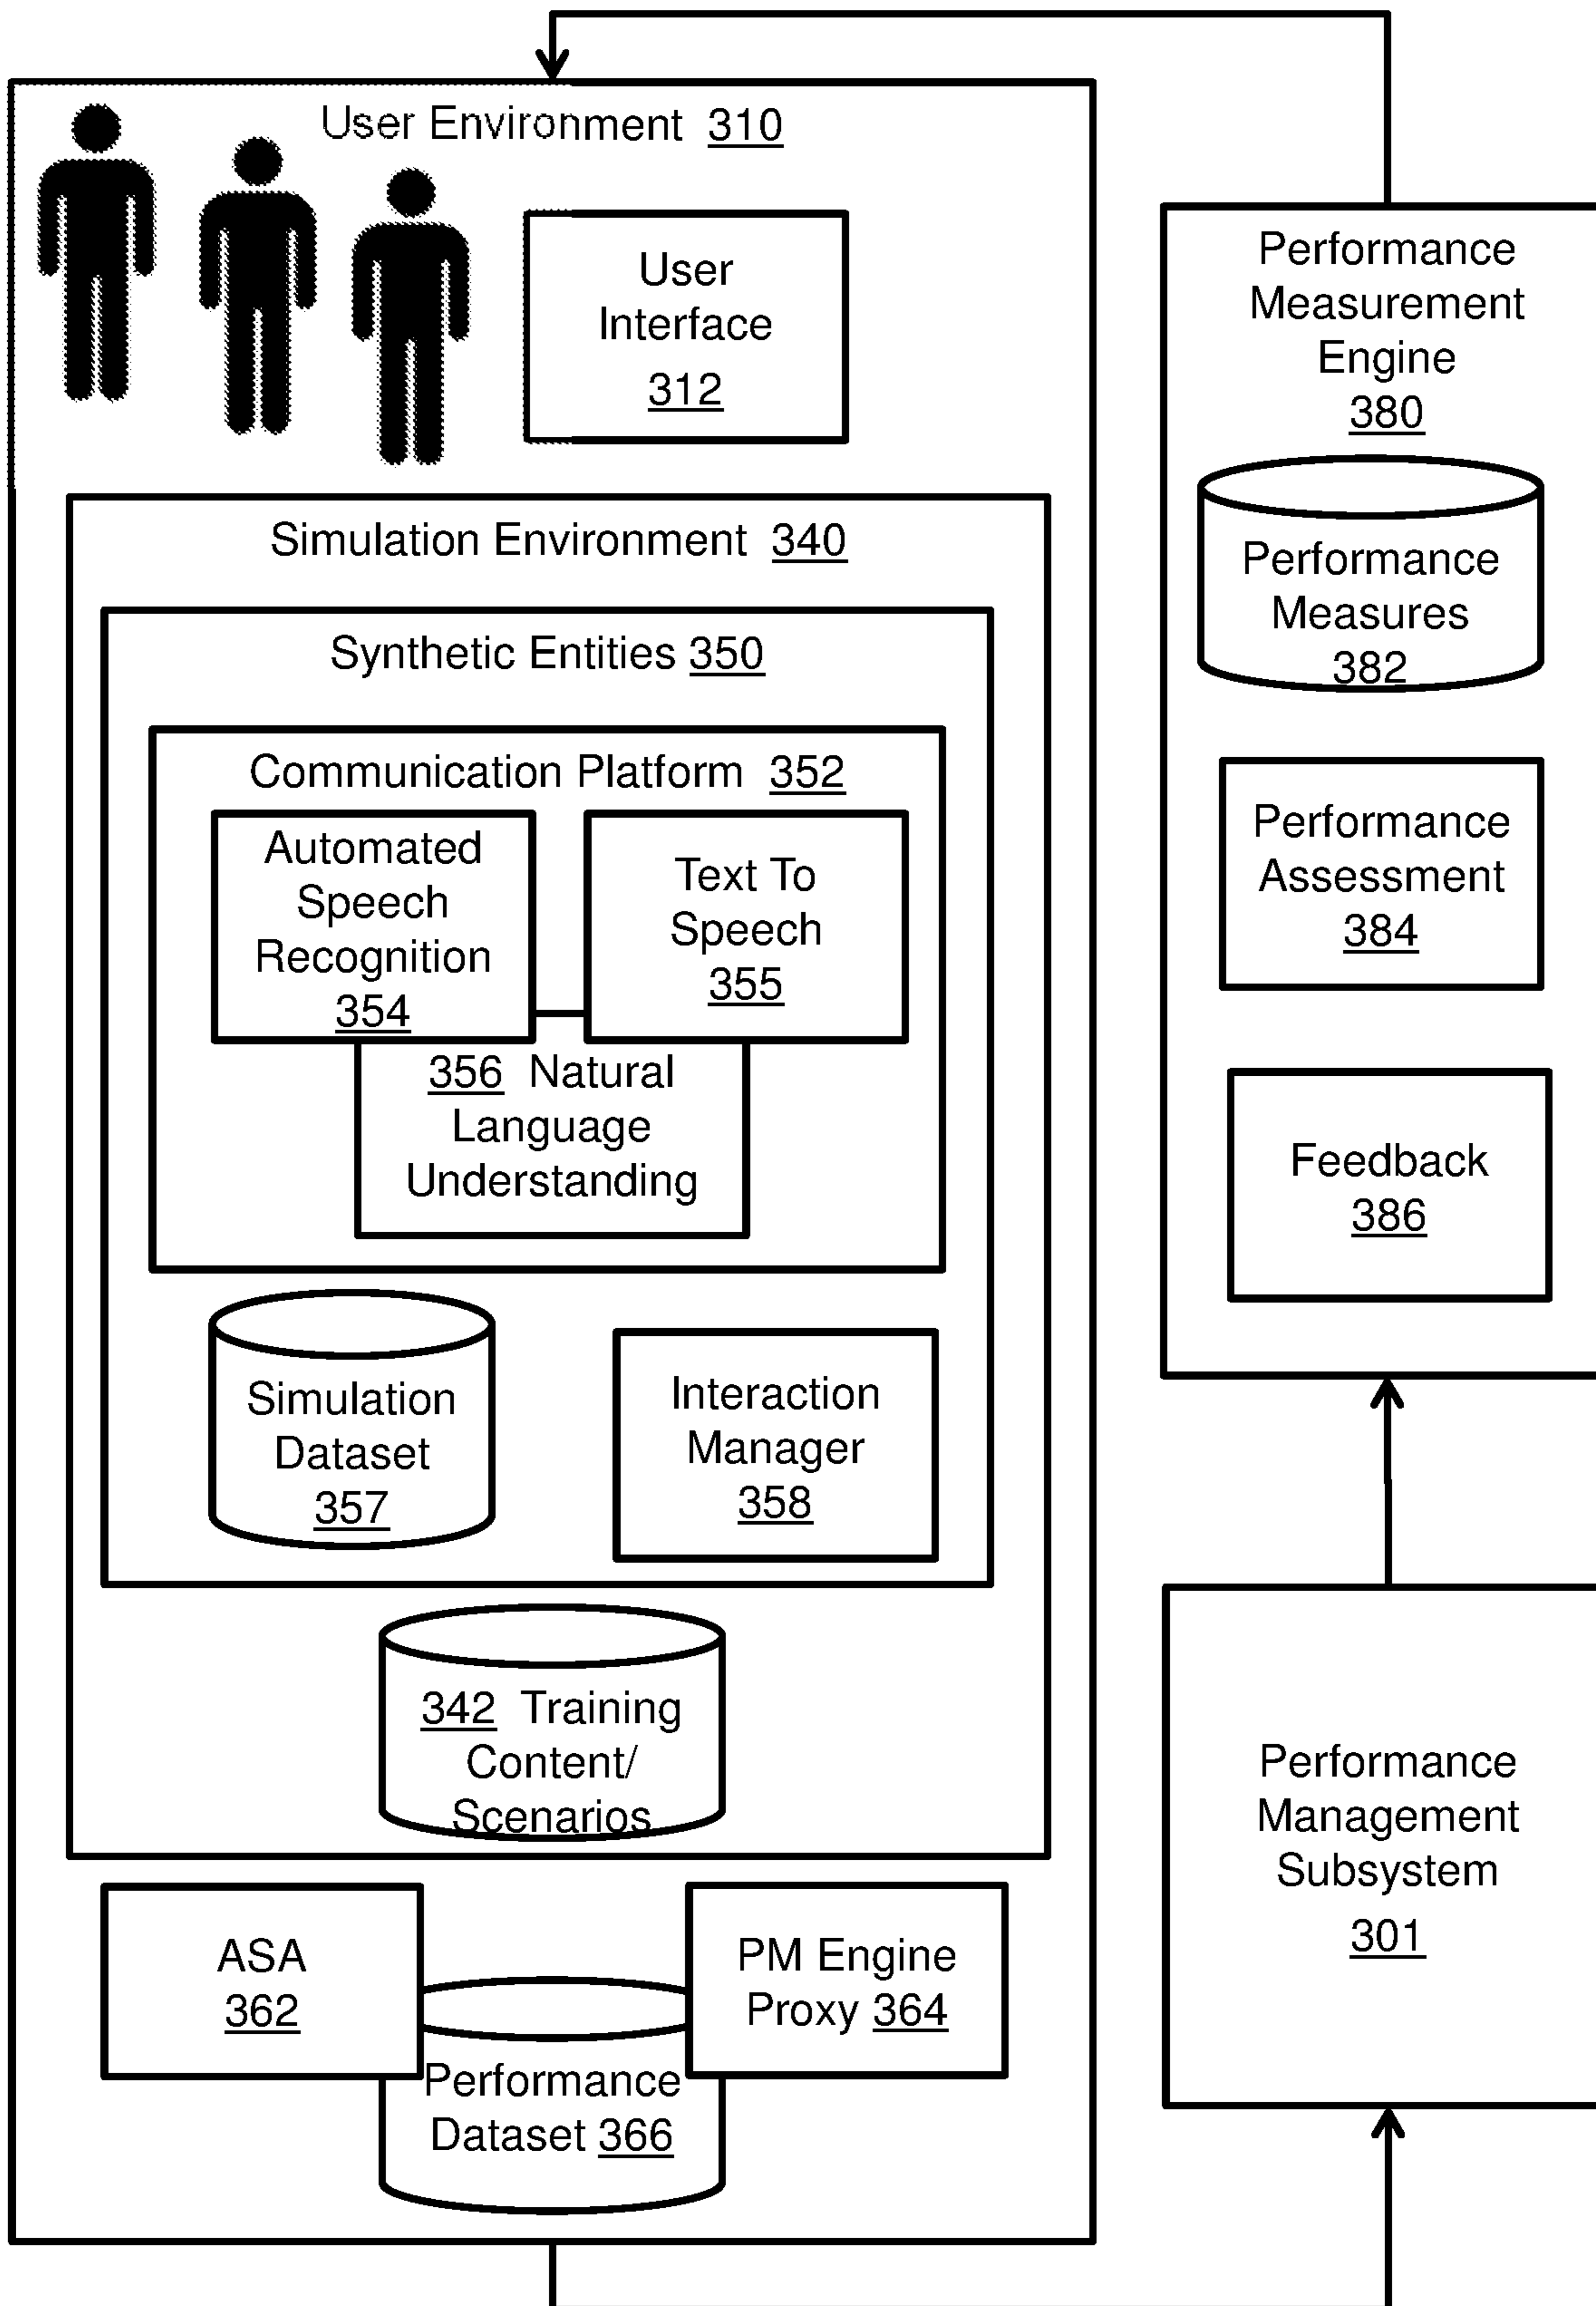 User Environment 310
User
Interface
312
Simulation Environment 340
Synthetic Entities 350
Communication Platform 352
Automated
Speech
Recognition
354
Text To
Speech
355
356 Natural
Language
Understanding
Simulation
Dataset
357
Interaction
Manager
358
342 Training
Content/
Scenarios
ASA
362
PM Engine
Proxy 364
Performance
Dataset 366
Performance
Measurement
Engine
380
Performance
Measures
382
Performance
Assessment
384
Feedback
386
Performance
Management
Subsystem
301